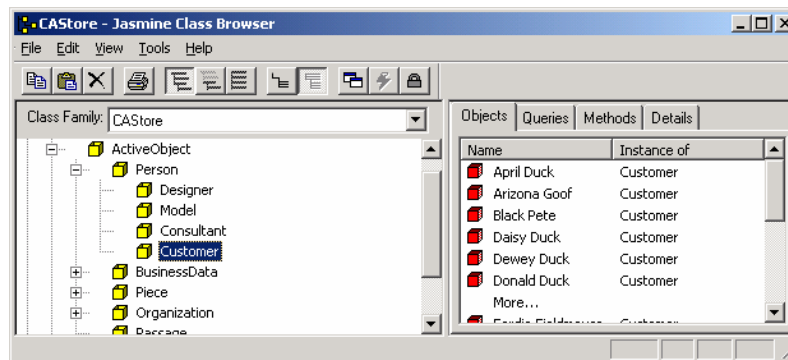 CAStore - Jasmine Class Browser
File Edit View Tools Help
Class Family: CAStore
ActiveObject
Person
Designer
Model
Consultant
Customer
BusinessData
Piece
Organization
Passage
Objects Queries Methods Details
Name Instance of
April Duck Customer
Arizona Goof Customer
Black Pete Customer
Daisy Duck Customer
Dewey Duck Customer
Donald Duck Customer
More...
Customer